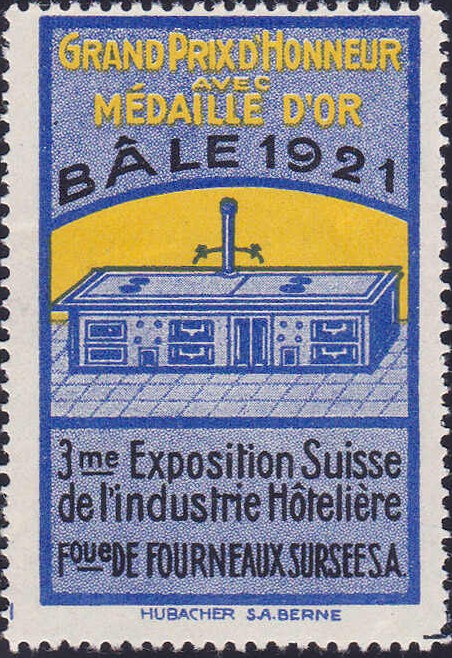 GRAND PRIX D'HONNEUR
AVEC
MÉDAILLE D'OR
BÂLE 1921
3me Exposition Suisse
de l'industrie Hôtelière
Foue DE FOURNEAUX SURSEE S.A.
HUBACHER S.A. BERNE